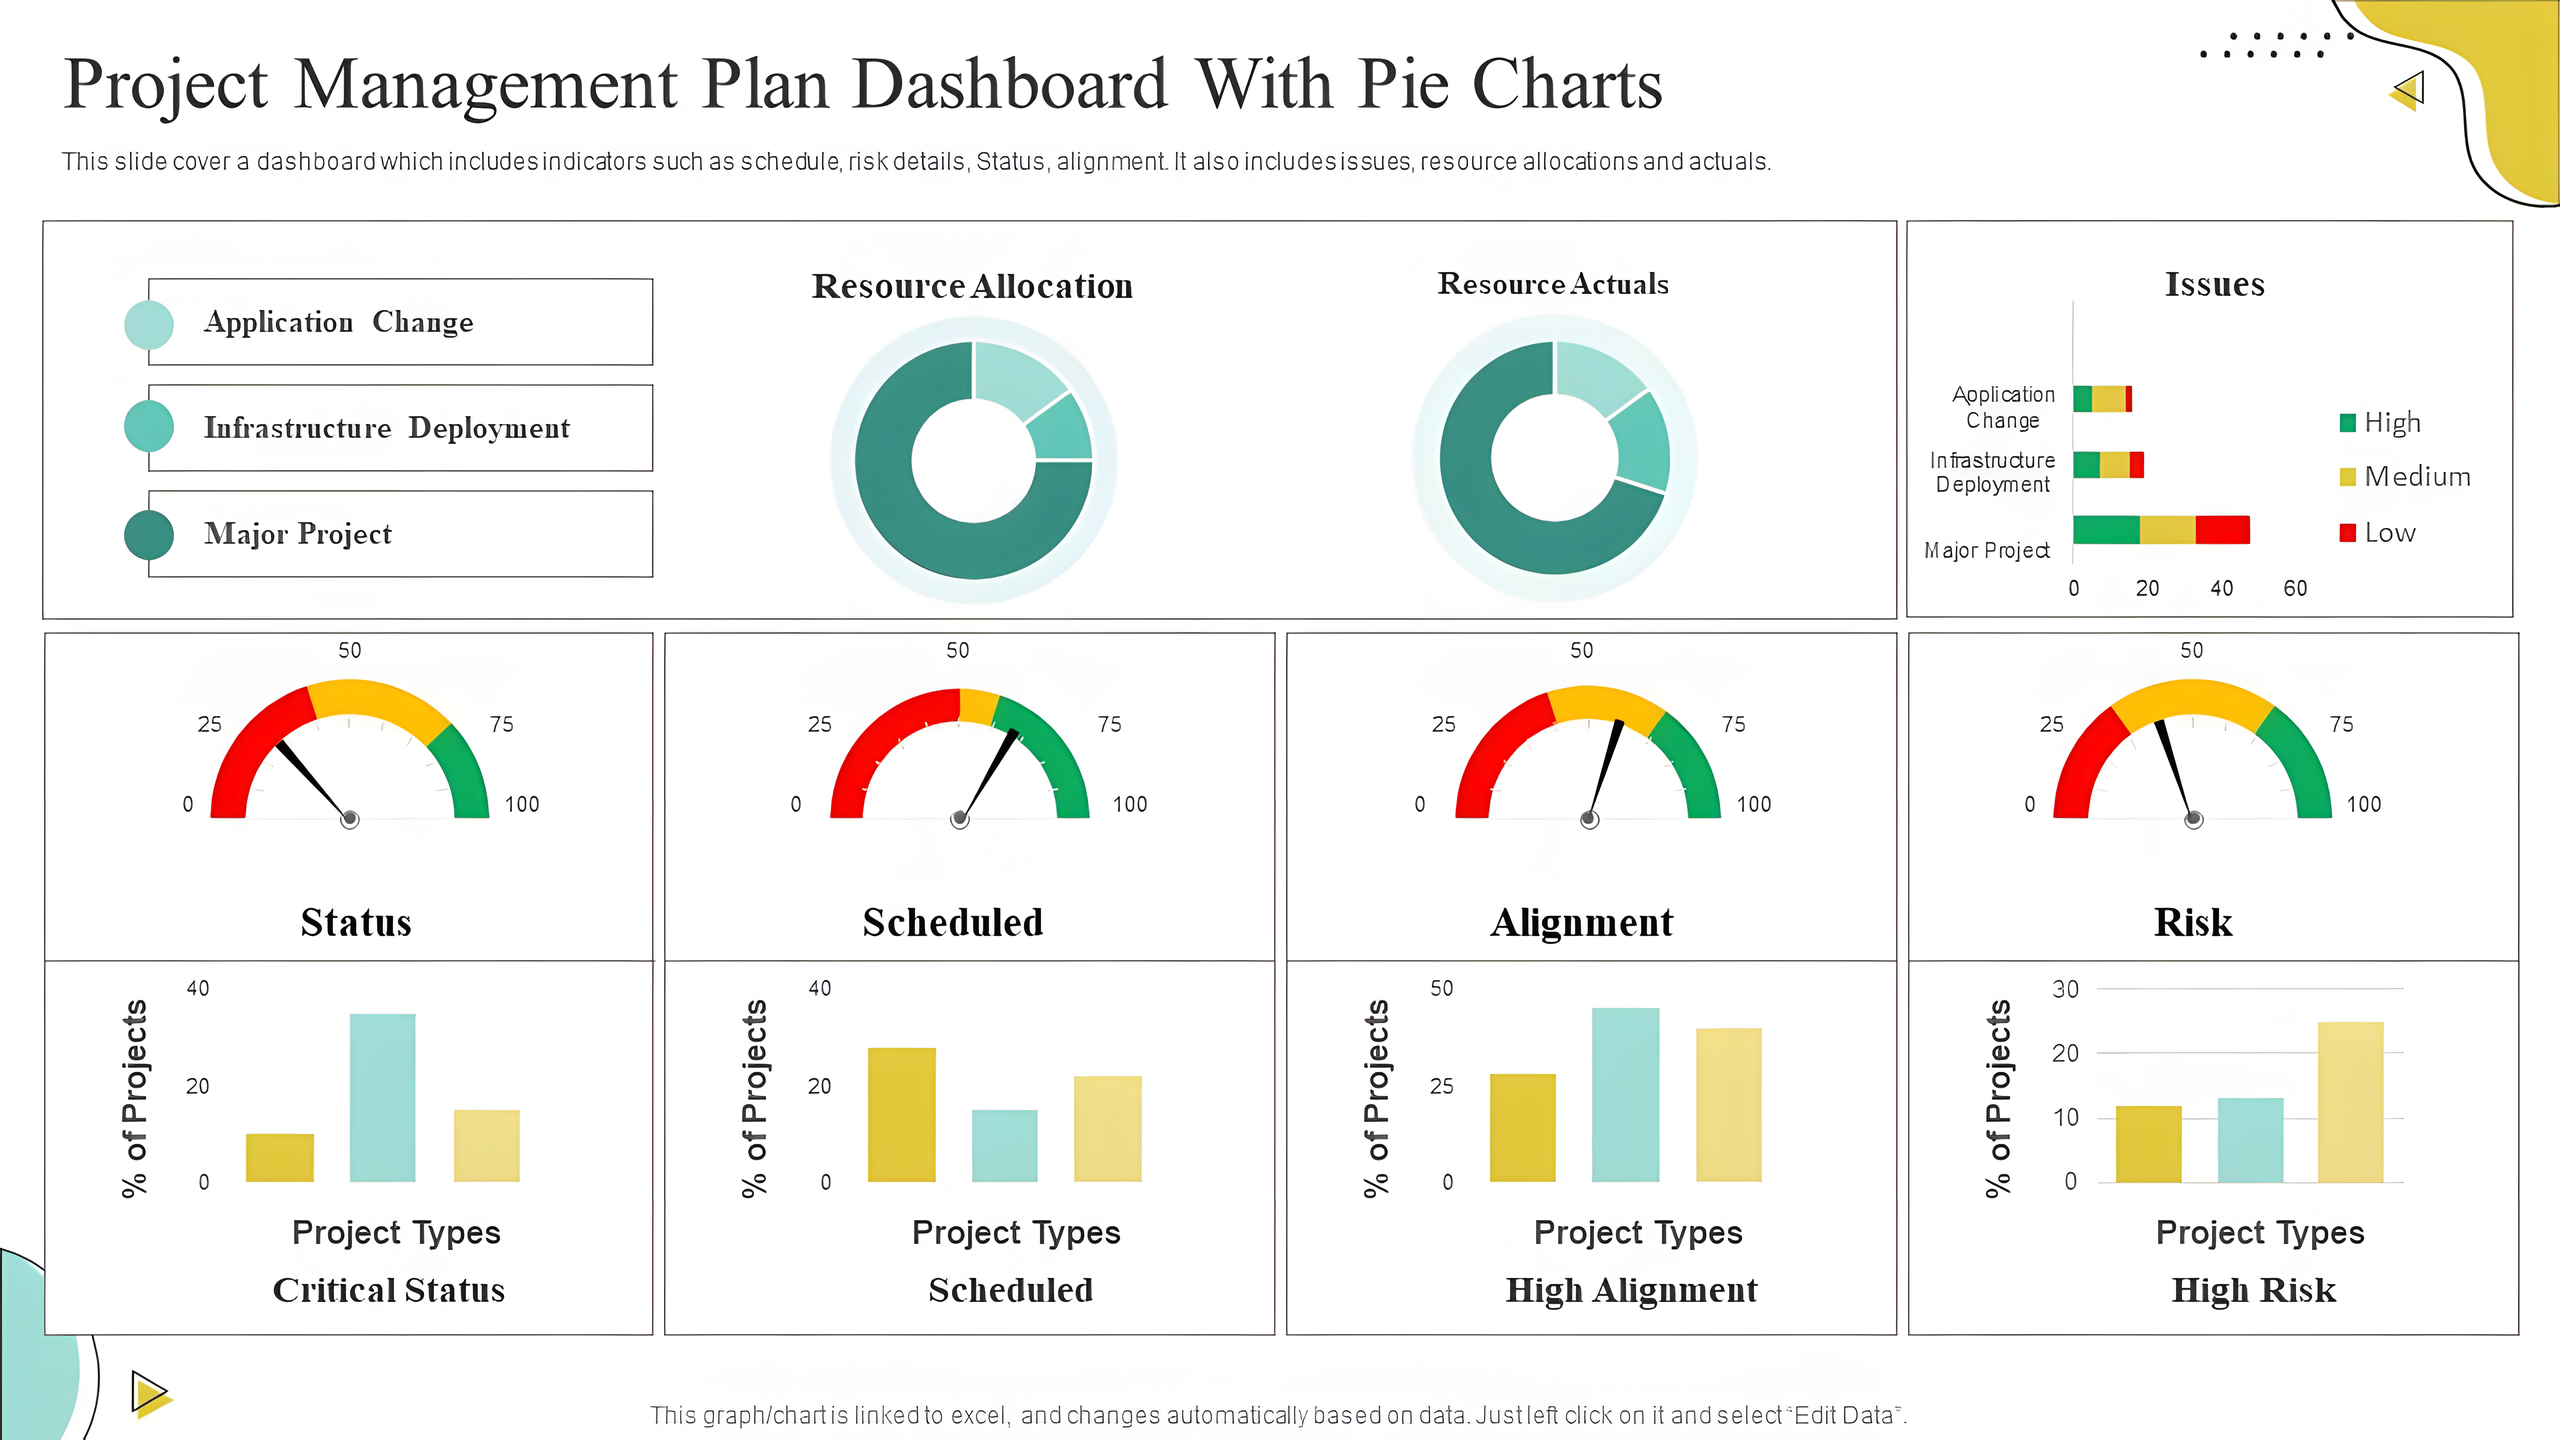 Project Management Plan Dashboard With Pie Charts
This slide cover a dashboard which includes indicators such as schedule, risk details, Status, alignment. It also includes issues, resource allocations and actuals.
Application Change
Infrastructure Deployment
Major Project
Resource Allocation
Resource Actuals
Issues
Application
Change
Infrastructure
Deployment
Major Project
0 20 40 60
High
Medium
Low
50
25 75
0 100
Status
50
25 75
0 100
Scheduled
50
25 75
0 100
Alignment
50
25 75
0 100
Risk
% of Projects
40
20
0
Project Types
Critical Status
% of Projects
40
20
0
Project Types
Scheduled
% of Projects
50
25
0
Project Types
High Alignment
% of Projects
30
20
10
0
Project Types
High Risk
This graph/chart is linked to excel, and changes automatically based on data. Just left click on it and select “Edit Data”.